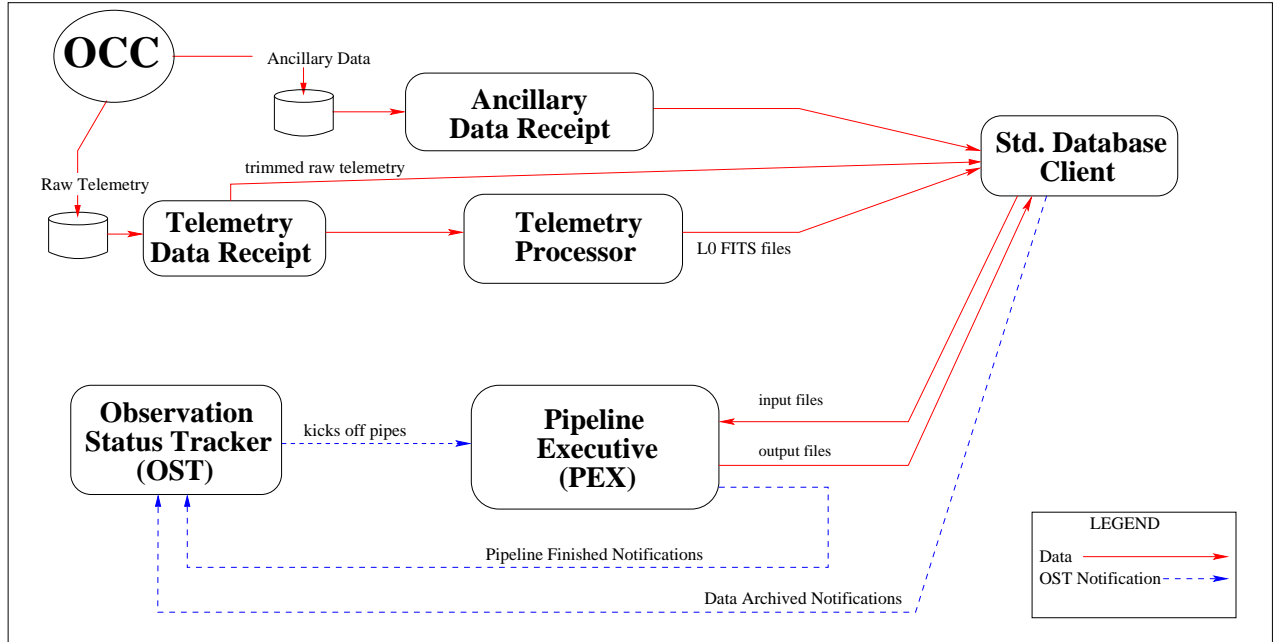 OCC
Ancillary Data
Ancillary
Data Receipt
Std. Database
Client
trimmed raw telemetry
Raw Telemetry
Telemetry
Data Receipt
Telemetry
Processor
L0 FITS files
Observation
Status Tracker
(OST)
kicks off pipes
Pipeline
Executive
(PEX)
input files
output files
Pipeline Finished Notifications
Data Archived Notifications
LEGEND
Data
OST Notification